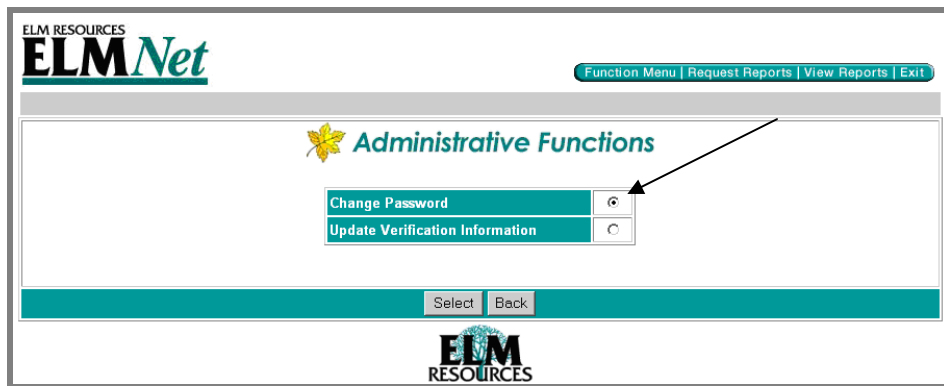 ELM RESOURCES
ELMNet
Function Menu | Request Reports | View Reports | Exit
Administrative Functions
Change Password
Update Verification Information
Select Back
ELM
RESOURCES